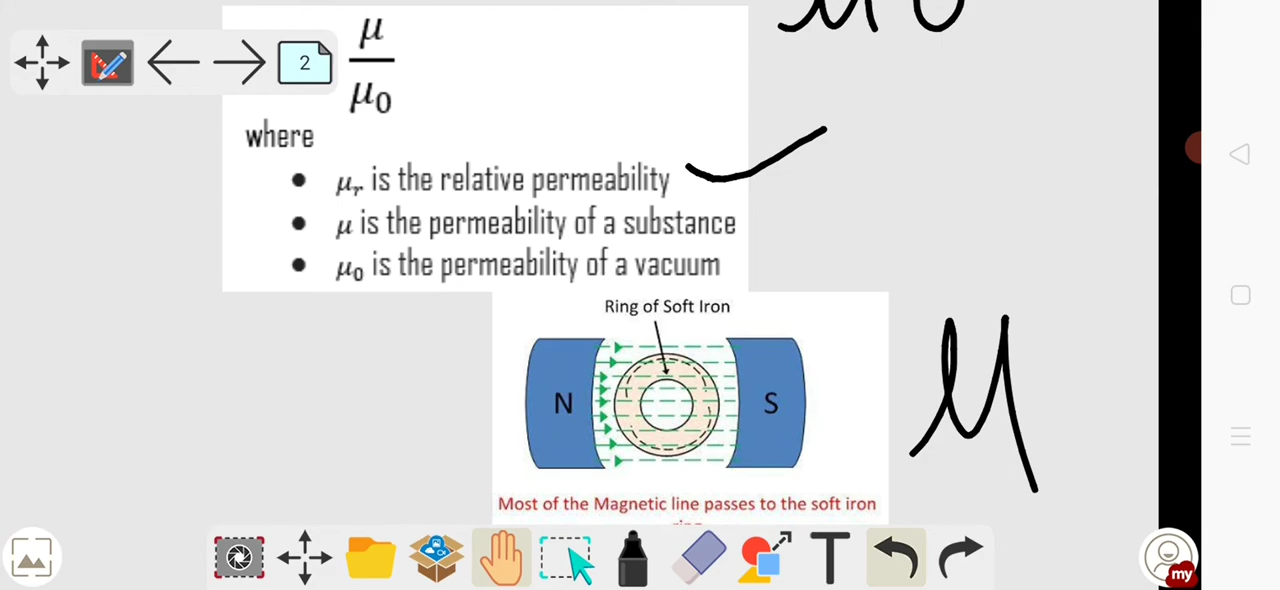 μ0
2
μ
μ0
where
• μr is the relative permeability
• μ is the permeability of a substance
• μ0 is the permeability of a vacuum
Ring of Soft Iron
N
S
μ
Most of the Magnetic line passes to the soft iron
T
my